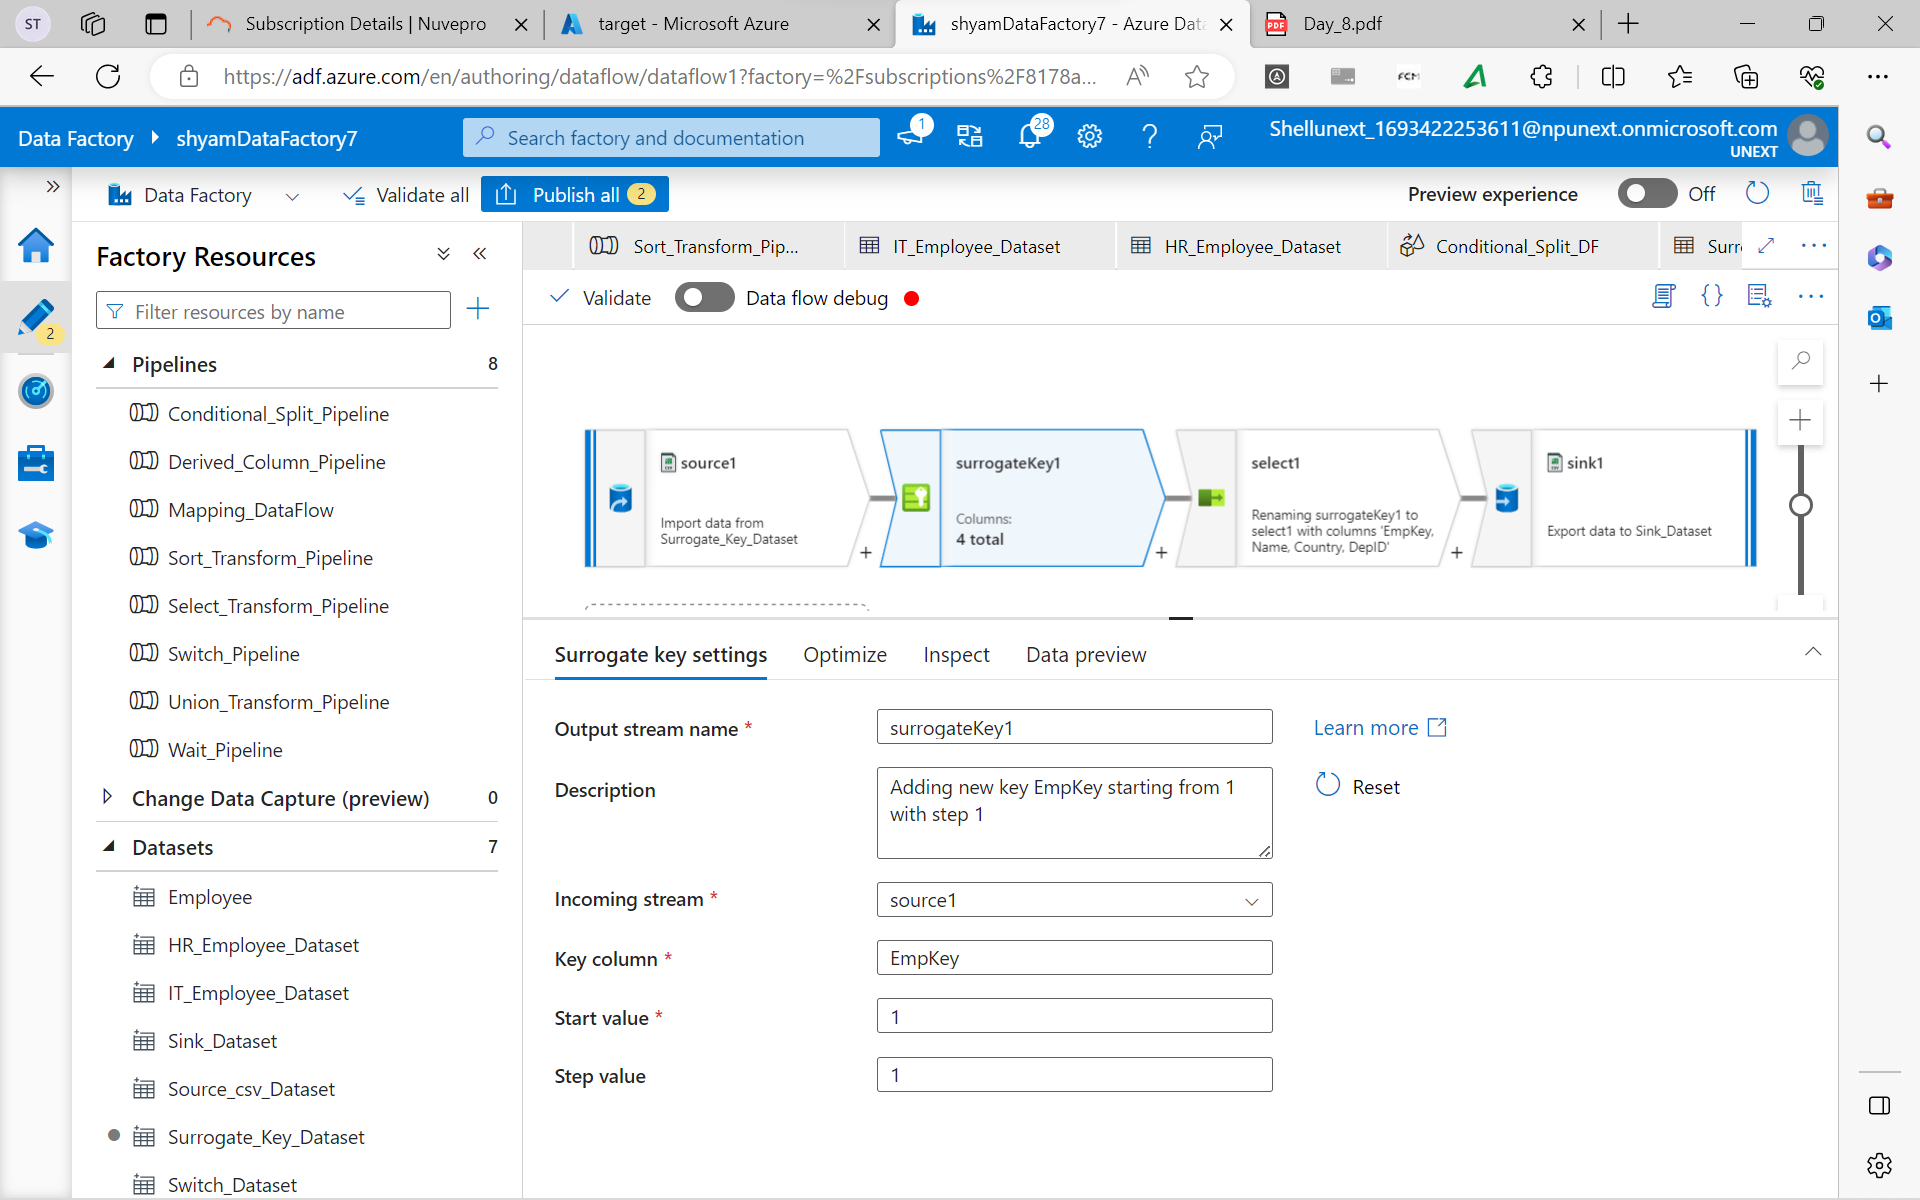 ST
Subscription Details | Nuvepro
target - Microsoft Azure
shyamDataFactory7 - Azure Data
PDF
Day_8.pdf
https://adf.azure.com/en/authoring/dataflow/dataflow1?factory=%2Fsubscriptions%2F8178a...
FCM
Data Factory
shyamDataFactory7
Search factory and documentation
1
28
Shellunext_1693422253611@npunext.onmicrosoft.com
UNEXT
Data Factory
Validate all
Publish all
2
Preview experience
Off
2
Factory Resources
Filter resources by name
Pipelines
8
Conditional_Split_Pipeline
Derived_Column_Pipeline
Mapping_DataFlow
Sort_Transform_Pipeline
Select_Transform_Pipeline
Switch_Pipeline
Union_Transform_Pipeline
Wait_Pipeline
Change Data Capture (preview)
0
Datasets
7
Employee
HR_Employee_Dataset
IT_Employee_Dataset
Sink_Dataset
Source_csv_Dataset
Surrogate_Key_Dataset
Switch_Dataset
Sort_Transform_Pip...
IT_Employee_Dataset
HR_Employee_Dataset
Conditional_Split_DF
Surr
Validate
Data flow debug
source1
Import data from
Surrogate_Key_Dataset
surrogateKey1
Columns:
4 total
select1
Renaming surrogateKey1 to
select1 with columns 'EmpKey,
Name, Country, DepID'
sink1
Export data to Sink_Dataset
Surrogate key settings
Optimize
Inspect
Data preview
Output stream name *
surrogateKey1
Learn more
Description
Adding new key EmpKey starting from 1
with step 1
Reset
Incoming stream *
source1
Key column *
EmpKey
Start value *
1
Step value
1